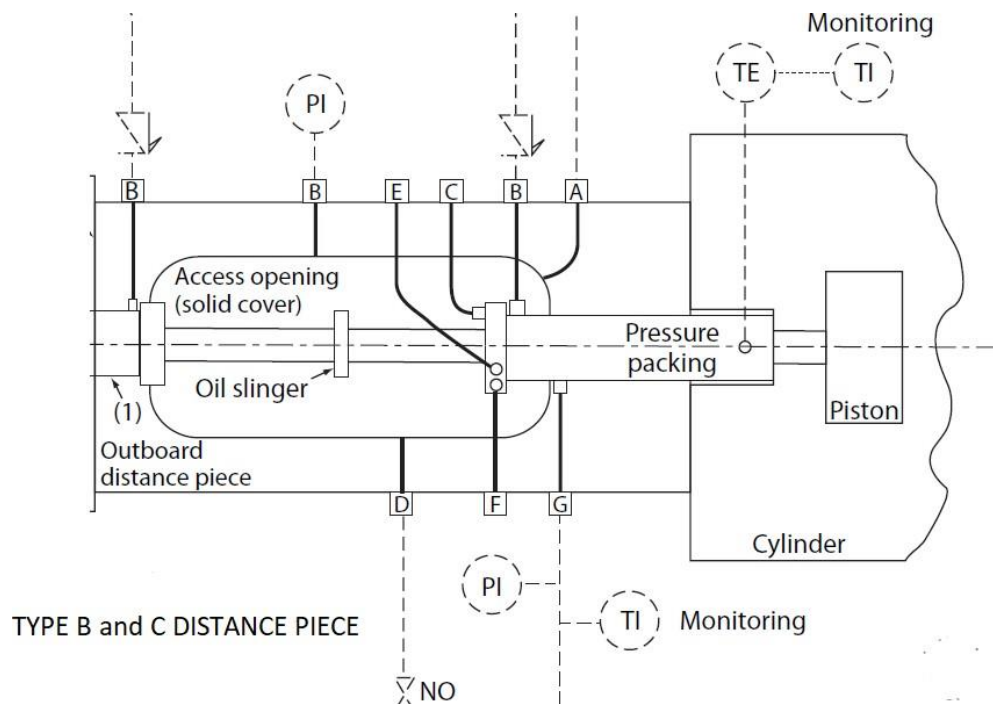 Monitoring
PI
TE
TI
B
B
E
C
B
A
Access opening
(solid cover)
Pressure
packing
Oil slinger
(1)
Piston
Outboard
distance piece
D
F
G
Cylinder
PI
TI
Monitoring
TYPE B and C DISTANCE PIECE
NO